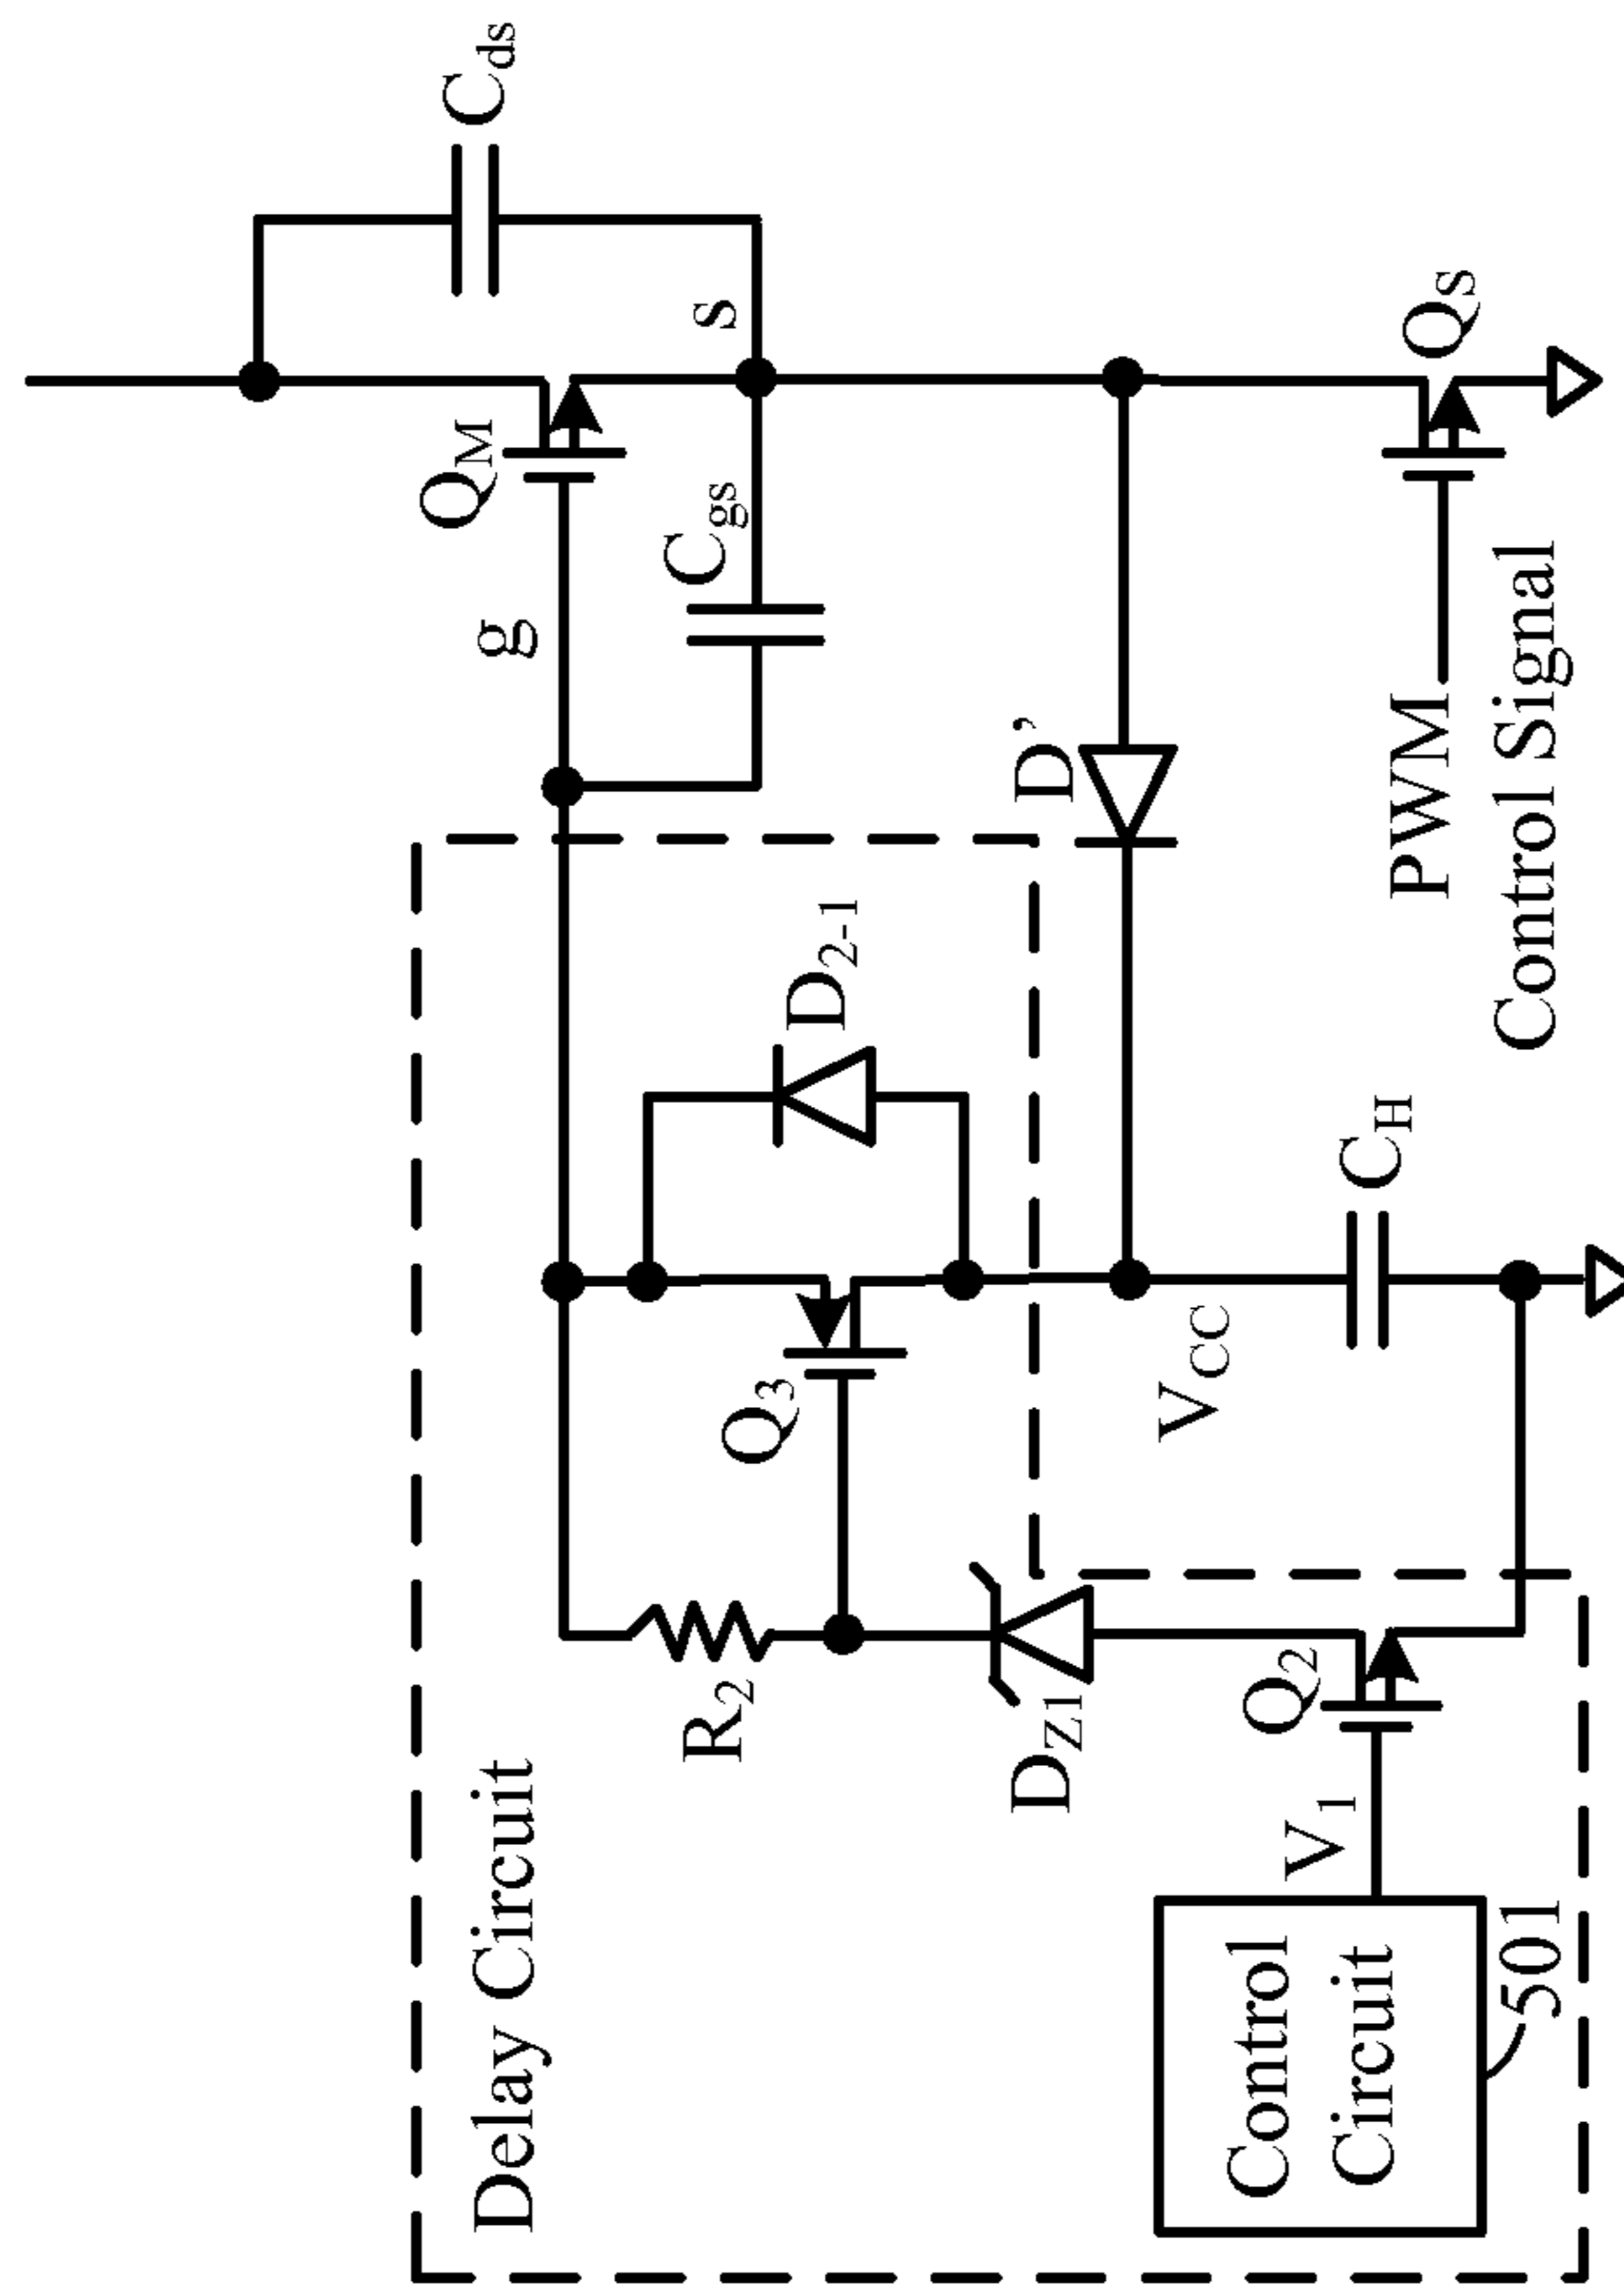 Delay Circuit
Q_M
C_ds
g
s
C_gs
R_2
Q_3
D_2-1
D_Z1
D’
V_CC
Q_2
V_1
Control
Circuit
501
C_H
PWM
Control Signal
Q_S